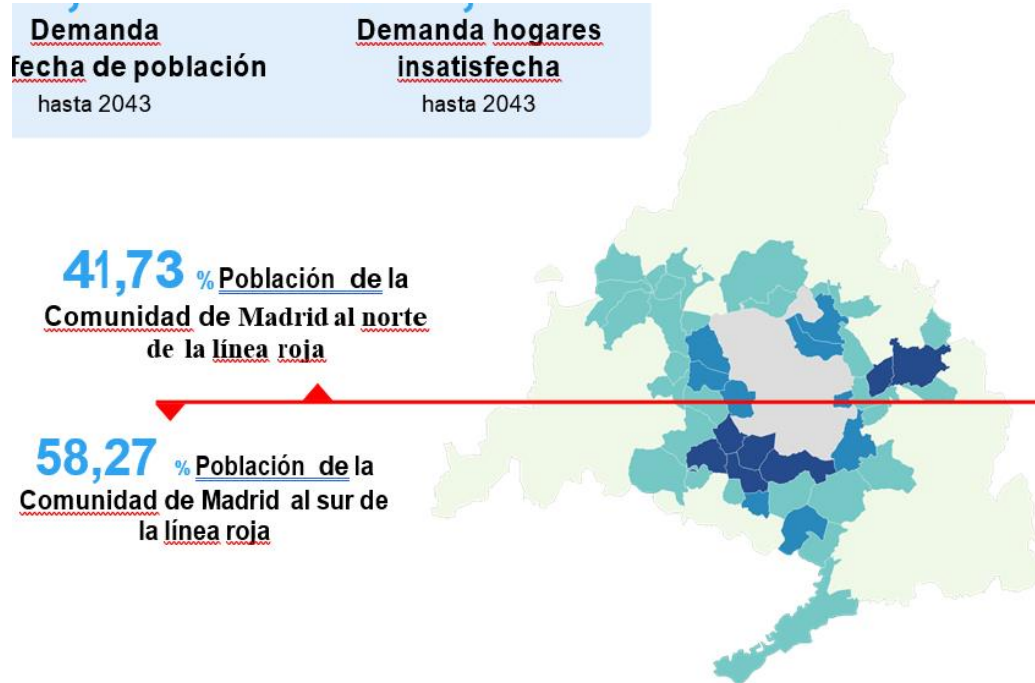 Demanda
fecha de población
hasta 2043
Demanda hogares
insatisfecha
hasta 2043
41,73 % Población de la
Comunidad de Madrid al norte
de la línea roja
58,27 % Población de la
Comunidad de Madrid al sur de
la línea roja